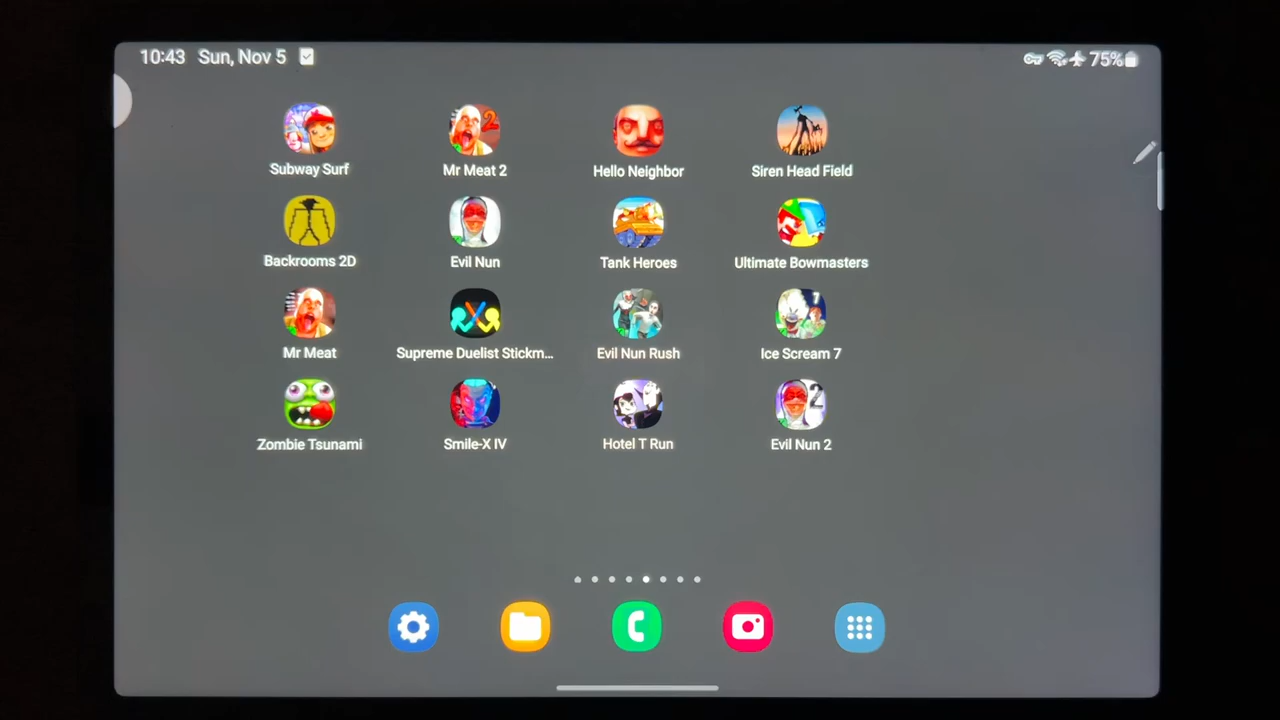 10:43 Sun, Nov 5 75%
Subway Surf Mr Meat 2 Hello Neighbor Siren Head Field
Backrooms 2D Evil Nun Tank Heroes Ultimate Bowmasters
Mr Meat Supreme Duelist Stickm... Evil Nun Rush Ice Scream 7
Zombie Tsunami Smile-X IV Hotel T Run Evil Nun 2